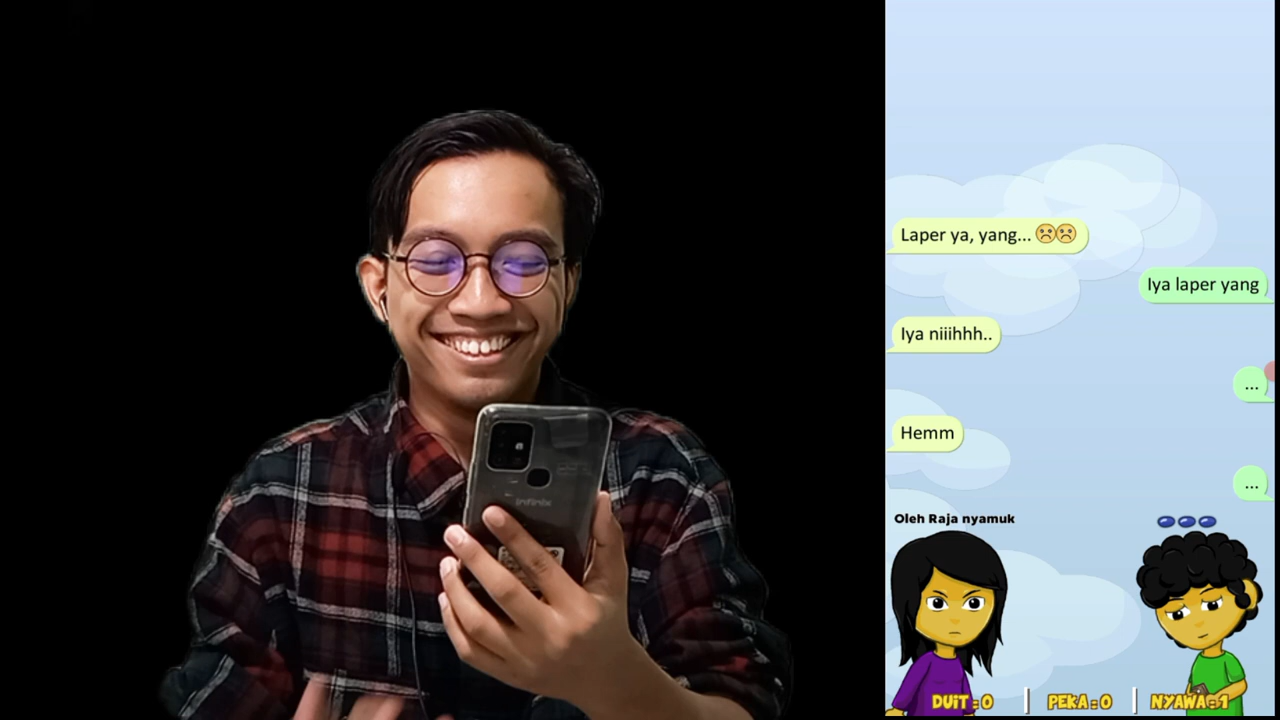 Laper ya, yang... ☹️☹️
Iya laper yang
Iya niiihhh..
...
Hemm
...
Oleh Raja nyamuk
infinix
DUIT = 0 | PEKA = 0 | NYAWA = 1